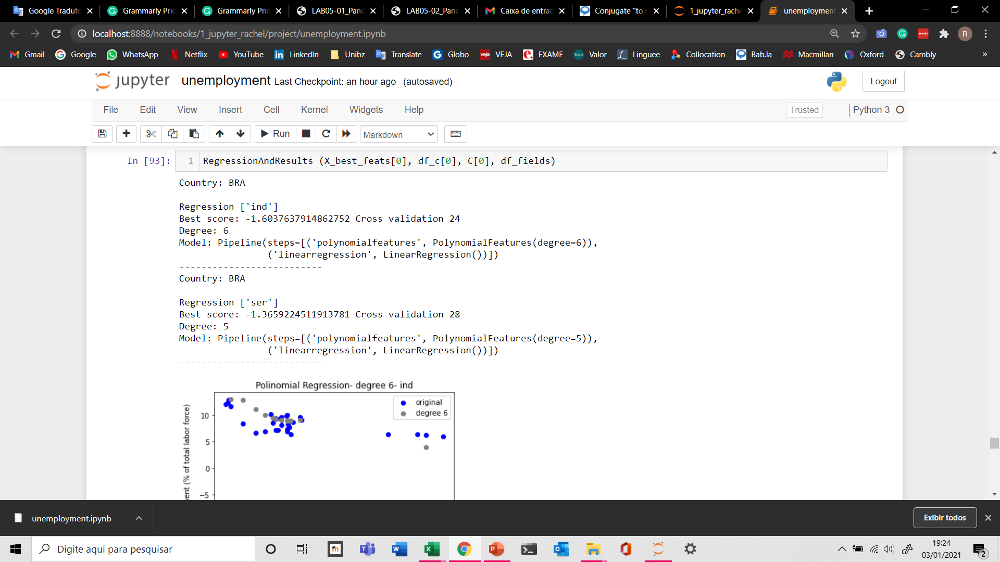 Google Traduto
Grammarly Pric
Grammarly Pric
LAB05-01_Pand
LAB05-02_Pand
Caixa de entrad
Conjugate "to r
1_jupyter_rache
unemployment
localhost:8888/notebooks/1_jupyter_rachel/project/unemployment.ipynb
R
Gmail Google WhatsApp Netflix YouTube LinkedIn Unibz Translate Globo VEJA EXAME Valor Linguee Collocation Bab.la Macmillan Oxford Cambly »
jupyter unemployment Last Checkpoint: an hour ago (autosaved)
Logout
File Edit View Insert Cell Kernel Widgets Help
Trusted
Python 3
Run
Markdown
In [93]: 1 RegressionAndResults (X_best_feats[0], df_c[0], C[0], df_fields)
Country: BRA
Regression ['ind']
Best score: -1.6037637914862752 Cross validation 24
Degree: 6
Model: Pipeline(steps=[('polynomialfeatures', PolynomialFeatures(degree=6)),
('linearregression', LinearRegression())])
--------------------------
Country: BRA
Regression ['ser']
Best score: -1.3659224511913781 Cross validation 28
Degree: 5
Model: Pipeline(steps=[('polynomialfeatures', PolynomialFeatures(degree=5)),
('linearregression', LinearRegression())])
--------------------------
Polinomial Regression- degree 6- ind
original
degree 6
10
5
0
−5
ent (% of total labor force)
unemployment.ipynb
Exibir todos
Digite aqui para pesquisar
19:24
03/01/2021
2